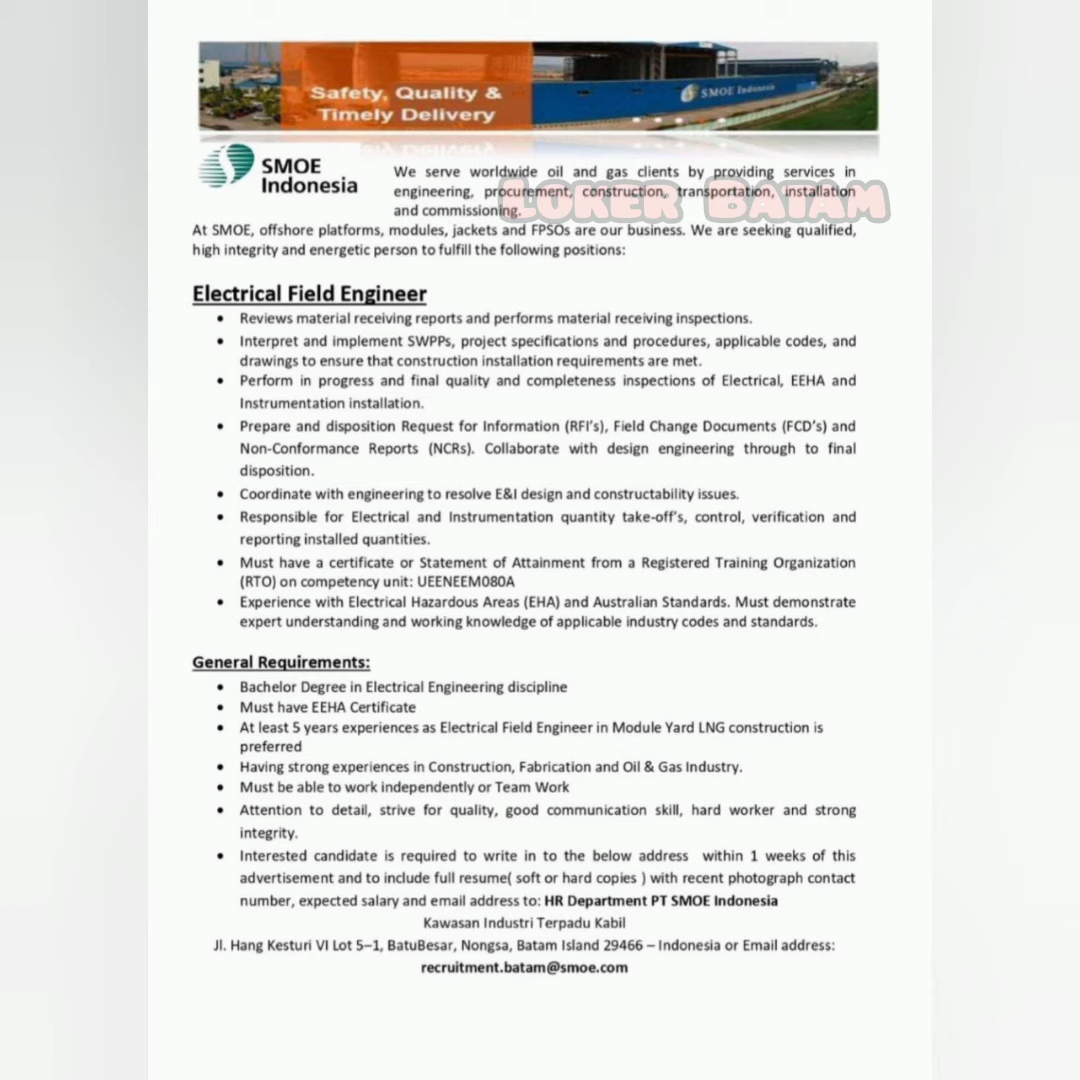 Safety, Quality &
Timely Delivery
SMOE Indonesia
SMOE
Indonesia
We serve worldwide oil and gas clients by providing services in
engineering, procurement, construction, transportation, installation
and commissioning.
LOKER BATAM
At SMOE, offshore platforms, modules, jackets and FPSOs are our business. We are seeking qualified,
high integrity and energetic person to fulfill the following positions:
Electrical Field Engineer
• Reviews material receiving reports and performs material receiving inspections.
• Interpret and implement SWPPs, project specifications and procedures, applicable codes, and
drawings to ensure that construction installation requirements are met.
• Perform in progress and final quality and completeness inspections of Electrical, EEHA and
Instrumentation installation.
• Prepare and disposition Request for Information (RFI's), Field Change Documents (FCD's) and
Non-Conformance Reports (NCRs). Collaborate with design engineering through to final
disposition.
• Coordinate with engineering to resolve E&I design and constructability issues.
• Responsible for Electrical and Instrumentation quantity take-off's, control, verification and
reporting installed quantities.
• Must have a certificate or Statement of Attainment from a Registered Training Organization
(RTO) on competency unit: UEENEEM080A
• Experience with Electrical Hazardous Areas (EHA) and Australian Standards. Must demonstrate
expert understanding and working knowledge of applicable industry codes and standards.
General Requirements:
• Bachelor Degree in Electrical Engineering discipline
• Must have EEHA Certificate
• At least 5 years experiences as Electrical Field Engineer in Module Yard LNG construction is
preferred
• Having strong experiences in Construction, Fabrication and Oil & Gas Industry.
• Must be able to work independently or Team Work
• Attention to detail, strive for quality, good communication skill, hard worker and strong
integrity.
• Interested candidate is required to write in to the below address within 1 weeks of this
advertisement and to include full resume( soft or hard copies ) with recent photograph contact
number, expected salary and email address to: HR Department PT SMOE Indonesia
Kawasan Industri Terpadu Kabil
Jl. Hang Kesturi VI Lot 5–1, BatuBesar, Nongsa, Batam Island 29466 – Indonesia or Email address:
recruitment.batam@smoe.com